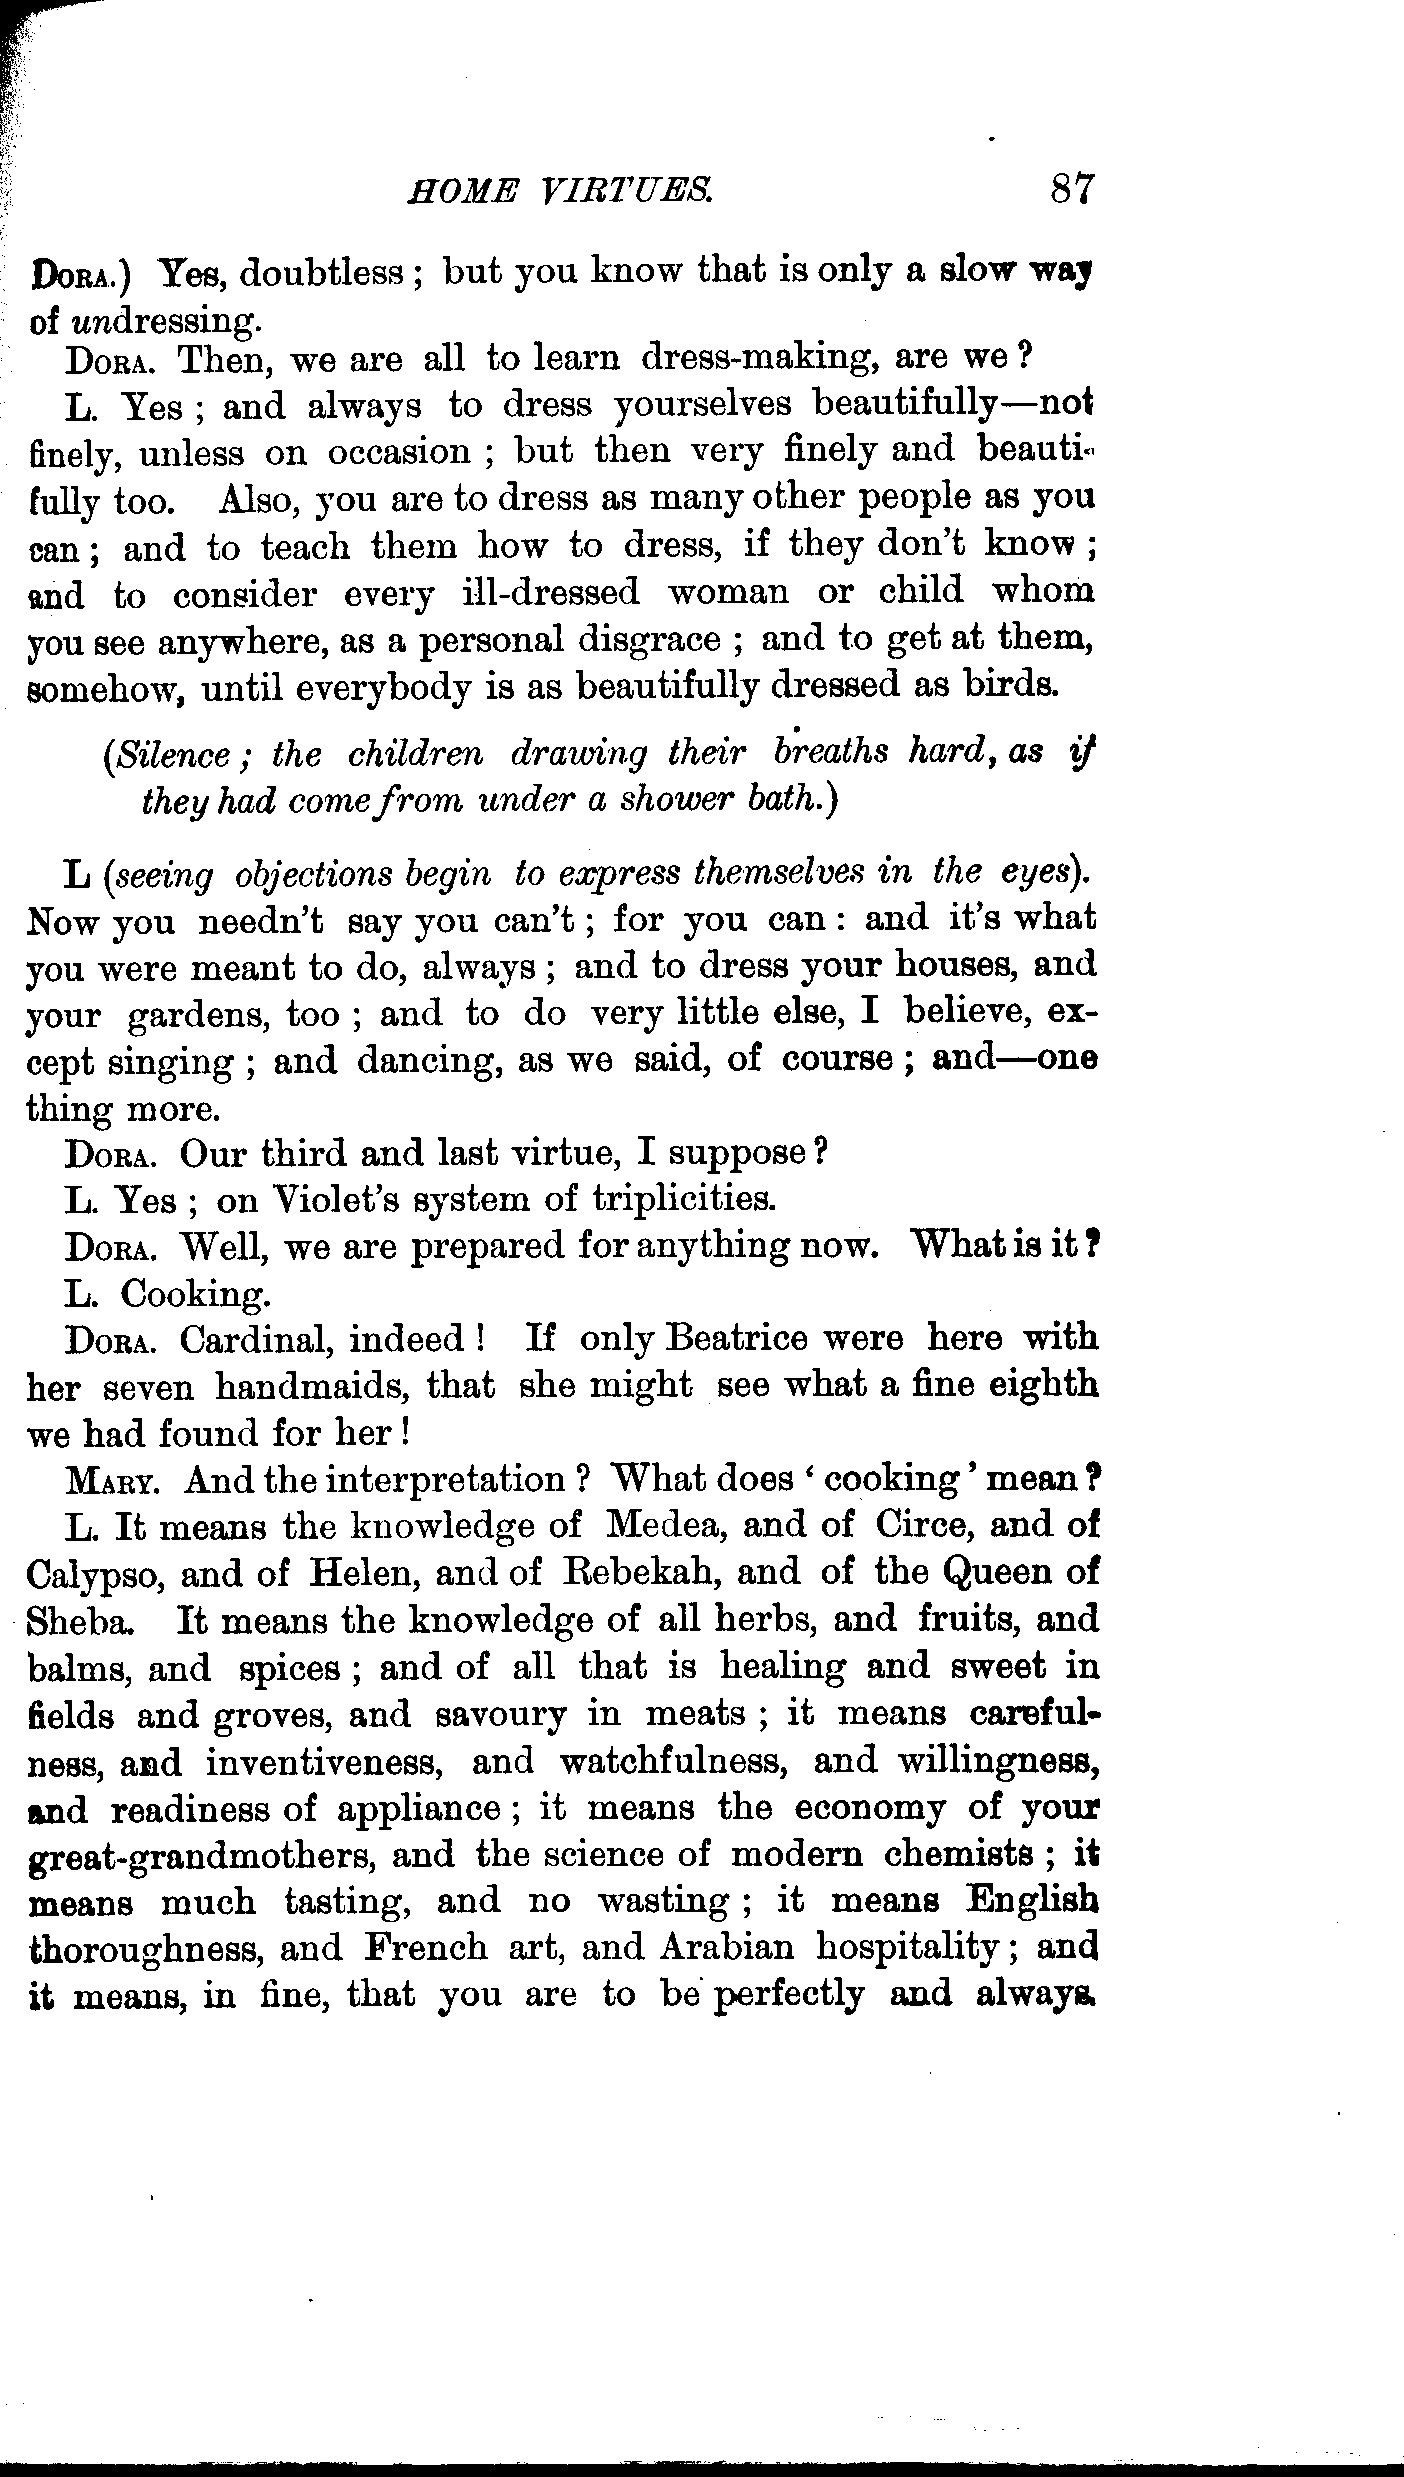 HOME VIRTUES. 87
DORA.) Yes, doubtless ; but you know that is only a slow way
of undressing.
DORA. Then, we are all to learn dress-making, are we ?
L. Yes ; and always to dress yourselves beautifully—not
finely, unless on occasion ; but then very finely and beauti-
fully too. Also, you are to dress as many other people as you
can ; and to teach them how to dress, if they don't know ;
and to consider every ill-dressed woman or child whom
you see anywhere, as a personal disgrace ; and to get at them,
somehow, until everybody is as beautifully dressed as birds.
(Silence ; the children drawing their breaths hard, as if
they had come from under a shower bath.)
L (seeing objections begin to express themselves in the eyes).
Now you needn't say you can't ; for you can : and it's what
you were meant to do, always ; and to dress your houses, and
your gardens, too ; and to do very little else, I believe, ex-
cept singing ; and dancing, as we said, of course ; and—one
thing more.
DORA. Our third and last virtue, I suppose ?
L. Yes ; on Violet's system of triplicities.
DORA. Well, we are prepared for anything now. What is it ?
L. Cooking.
DORA. Cardinal, indeed ! If only Beatrice were here with
her seven handmaids, that she might see what a fine eighth
we had found for her !
MARY. And the interpretation ? What does ‘ cooking ’ mean ?
L. It means the knowledge of Medea, and of Circe, and of
Calypso, and of Helen, and of Rebekah, and of the Queen of
Sheba. It means the knowledge of all herbs, and fruits, and
balms, and spices ; and of all that is healing and sweet in
fields and groves, and savoury in meats ; it means careful-
ness, and inventiveness, and watchfulness, and willingness,
and readiness of appliance ; it means the economy of your
great-grandmothers, and the science of modern chemists ; it
means much tasting, and no wasting ; it means English
thoroughness, and French art, and Arabian hospitality ; and
it means, in fine, that you are to be perfectly and always